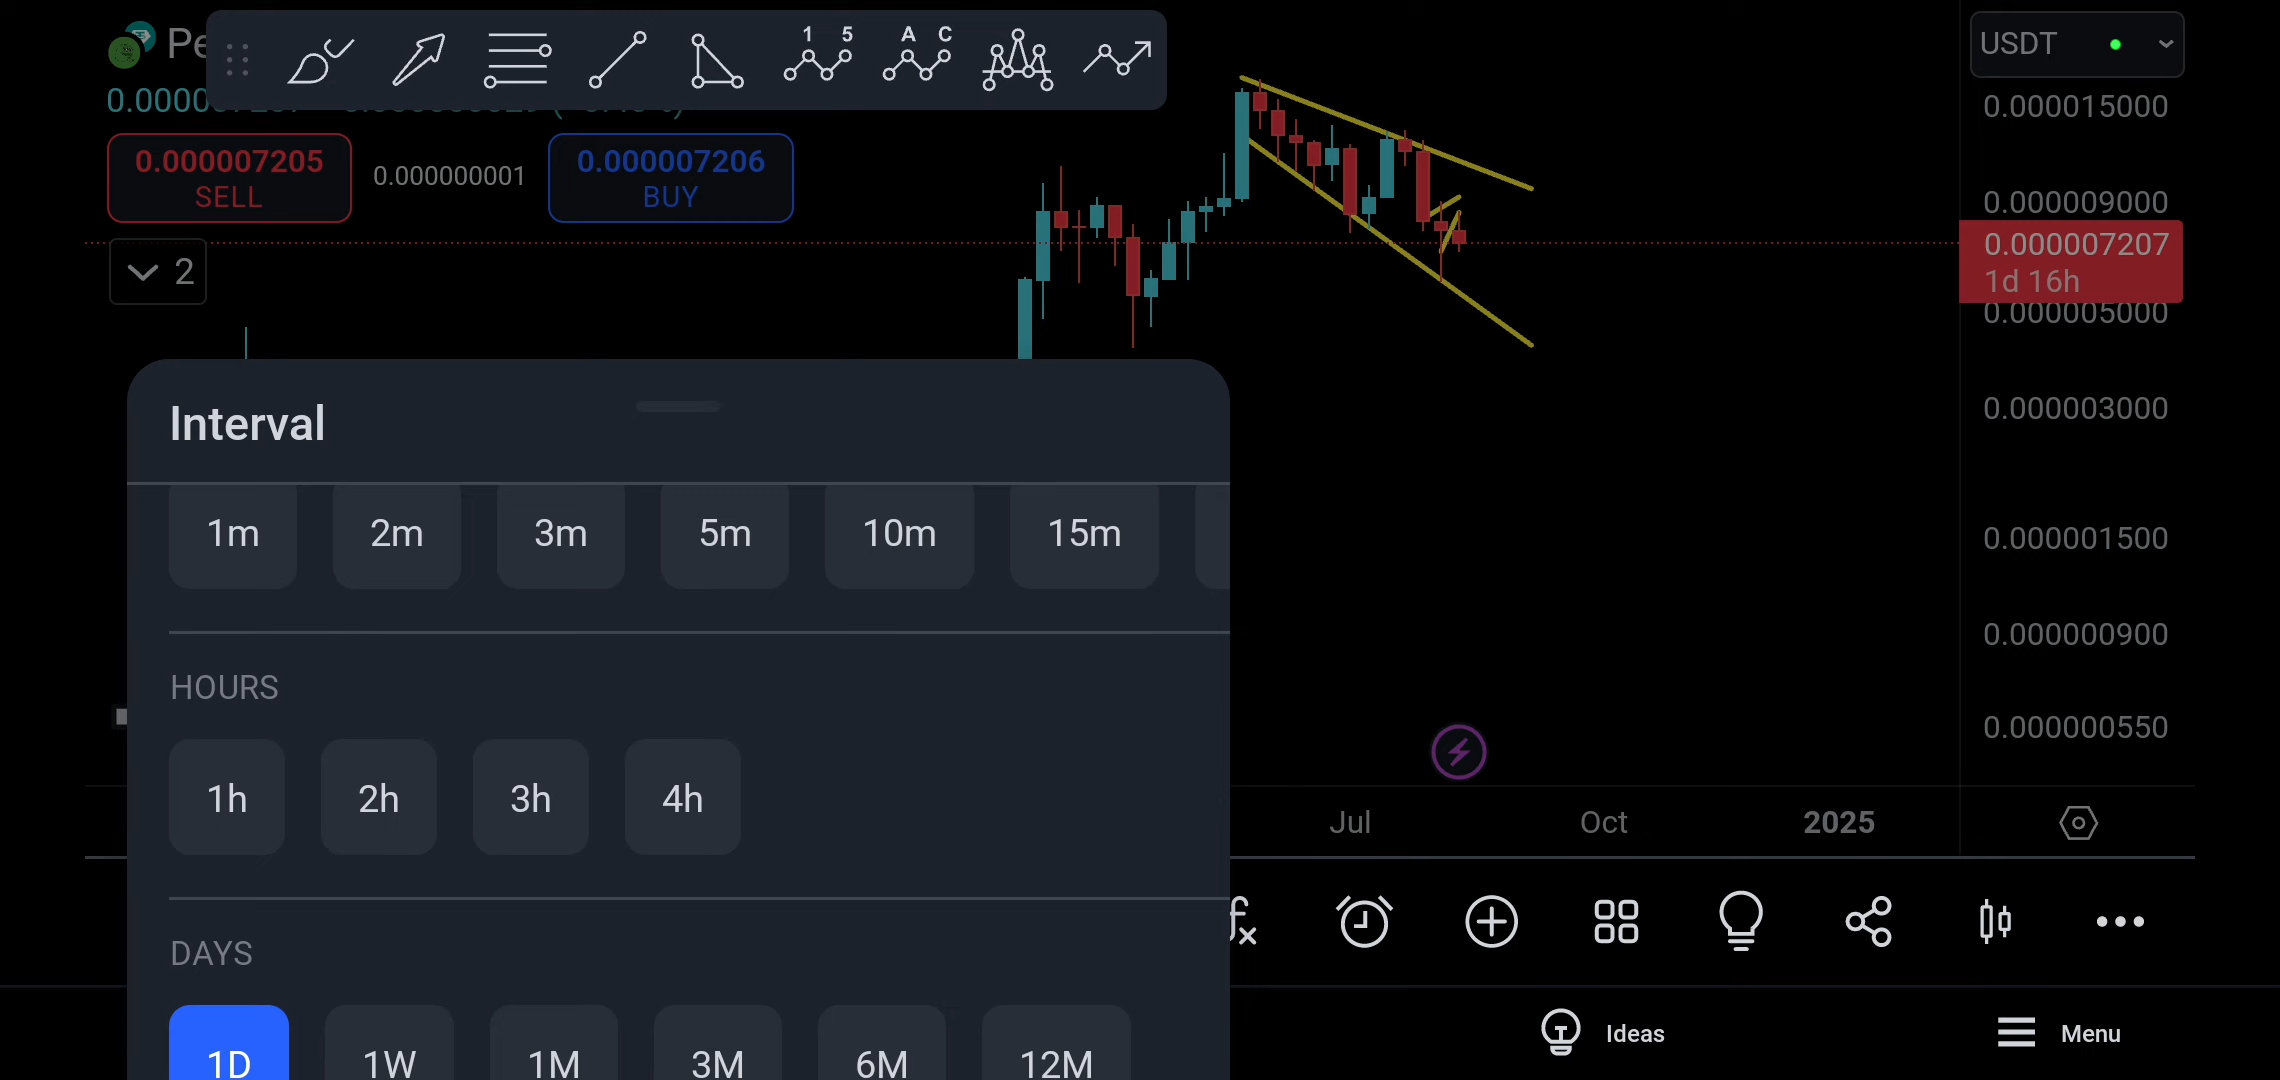 Pe
1 5
A C
USDT
0.0000
0.000015000
0.000007205
SELL
0.000000001
0.000007206
BUY
0.000009000
0.000007207
1d 16h
2
0.000005000
Interval
0.000003000
1m 2m 3m 5m 10m 15m
0.000001500
0.000000900
HOURS
0.000000550
1h 2h 3h 4h
Jul Oct 2025
DAYS
1D 1W 1M 3M 6M 12M
Ideas
Menu